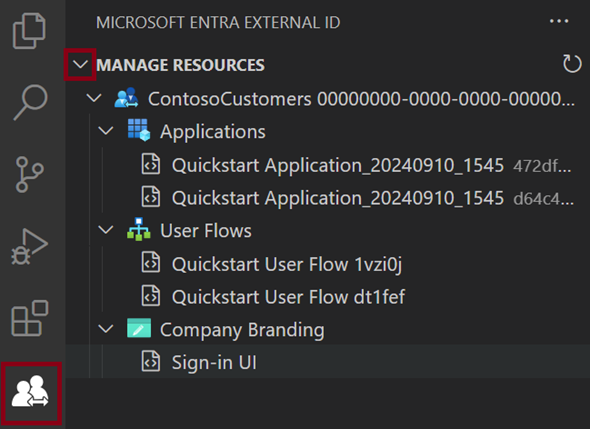 MICROSOFT ENTRA EXTERNAL ID ...
MANAGE RESOURCES
ContosoCustomers 00000000-0000-0000-00000...
Applications
Quickstart Application_20240910_1545 472df...
Quickstart Application_20240910_1545 d64c4...
User Flows
Quickstart User Flow 1vzi0j
Quickstart User Flow dt1fef
Company Branding
Sign-in UI